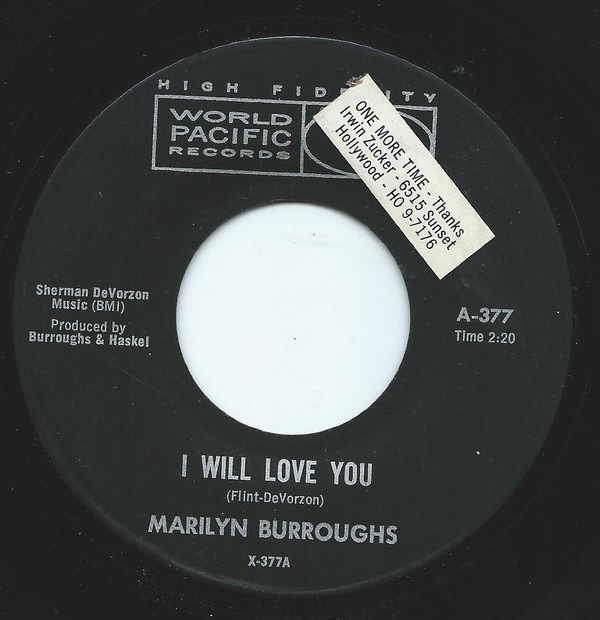 HIGH FIDELITY
WORLD
PACIFIC
RECORDS
ONE MORE TIME - Thanks
Irwin Zucker - 6515 Sunset
Hollywood - HO 9-7176
Sherman DeVorzon
Music (BMI)
Produced by
Burroughs & Haskel
A-377
Time 2:20
I WILL LOVE YOU
(Flint-DeVorzon)
MARILYN BURROUGHS
X-377A